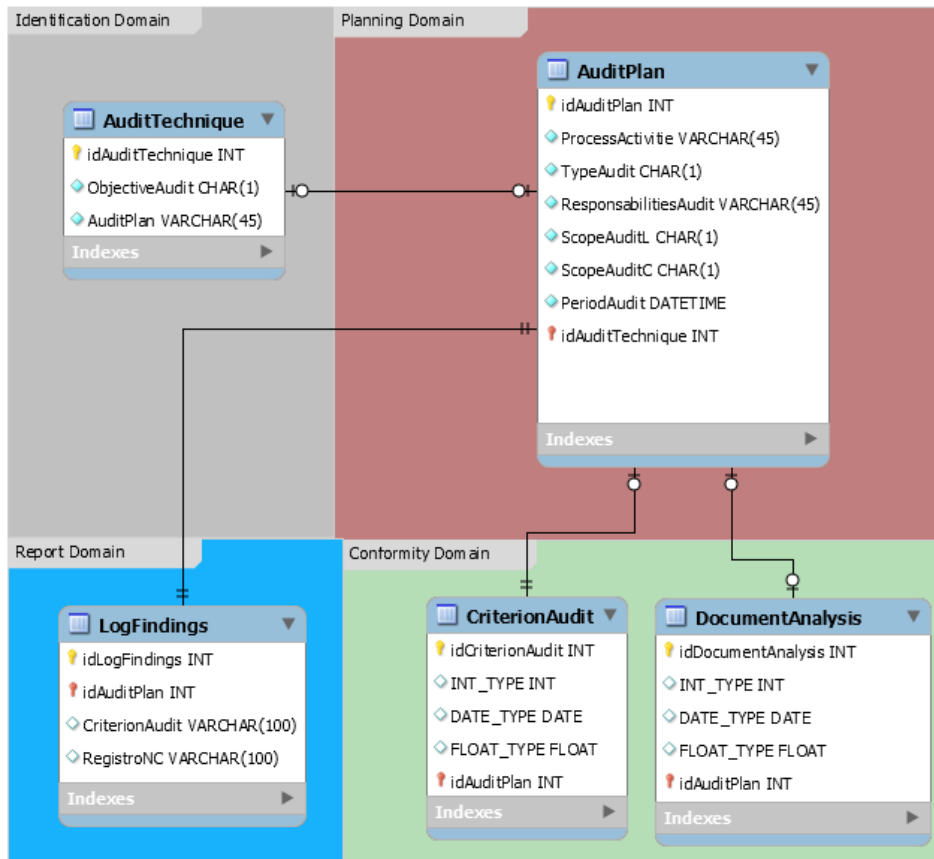 Identification Domain
Planning Domain
AuditTechnique
idAuditTechnique INT
ObjectiveAudit CHAR(1)
AuditPlan VARCHAR(45)
Indexes
AuditPlan
idAuditPlan INT
ProcessActivitie VARCHAR(45)
TypeAudit CHAR(1)
ResponsabilitiesAudit VARCHAR(45)
ScopeAuditL CHAR(1)
ScopeAuditC CHAR(1)
PeriodAudit DATETIME
idAuditTechnique INT
Indexes
Report Domain
LogFindings
idLogFindings INT
idAuditPlan INT
CriterionAudit VARCHAR(100)
RegistroNC VARCHAR(100)
Indexes
Conformity Domain
CriterionAudit
idCriterionAudit INT
INT_TYPE INT
DATE_TYPE DATE
FLOAT_TYPE FLOAT
idAuditPlan INT
Indexes
DocumentAnalysis
idDocumentAnalysis INT
INT_TYPE INT
DATE_TYPE DATE
FLOAT_TYPE FLOAT
idAuditPlan INT
Indexes